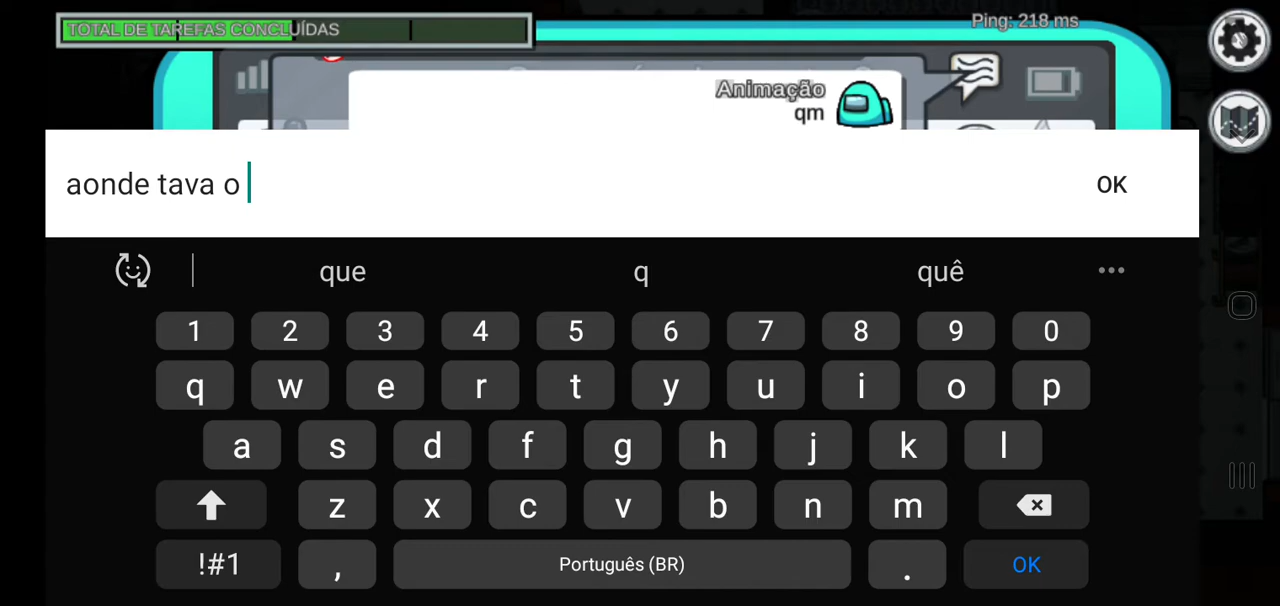 TOTAL DE TAREFAS CONCLUÍDAS
Ping: 218 ms
Animação
qm
aonde tava o
OK
que q quê
1 2 3 4 5 6 7 8 9 0
q w e r t y u i o p
a s d f g h j k l
z x c v b n m
!#1 , Português (BR) . OK